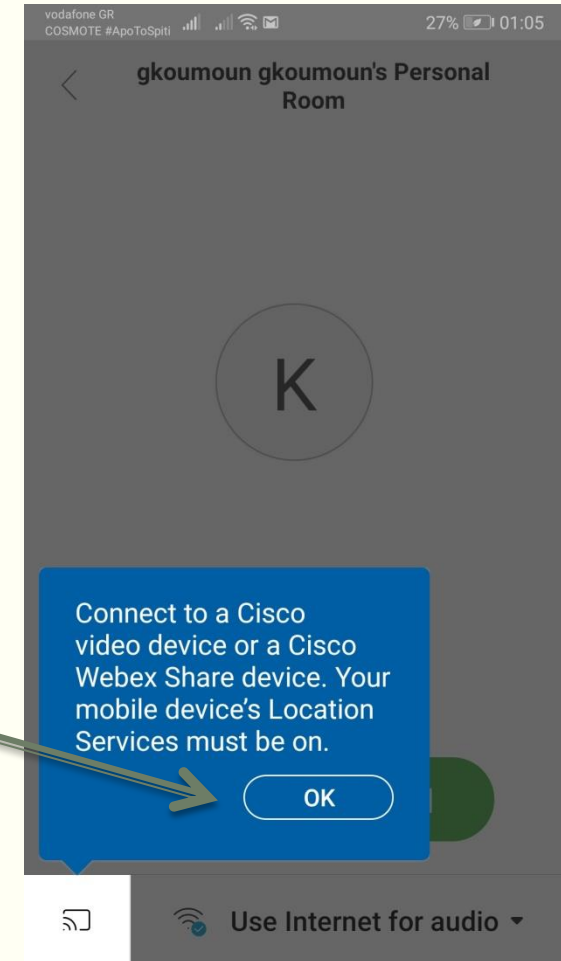 vodafone GR
COSMOTE #ApoToSpiti
27% 01:05
gkoumoun gkoumoun's Personal
Room
K
Connect to a Cisco
video device or a Cisco
Webex Share device. Your
mobile device's Location
Services must be on.
OK
Use Internet for audio